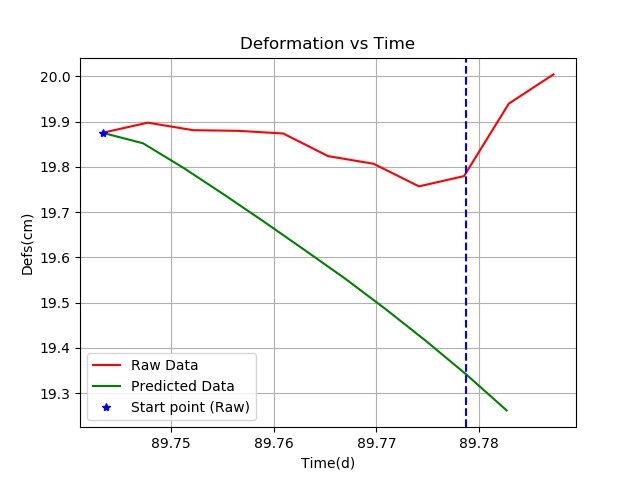 Deformation vs Time
Defs(cm)
20.0
19.9
19.8
19.7
19.6
19.5
19.4
19.3
Raw Data
Predicted Data
Start point (Raw)
89.75 89.76 89.77 89.78
Time(d)